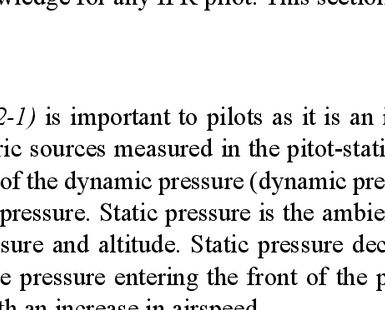 for any IFR pilot. This section
2-1) is important to pilots as it is an
ric sources measured in the pitot-stati
of the dynamic pressure (dynamic pre
pressure. Static pressure is the ambie
sure and altitude. Static pressure dec
e pressure entering the front of the p
th an increase in airspeed.